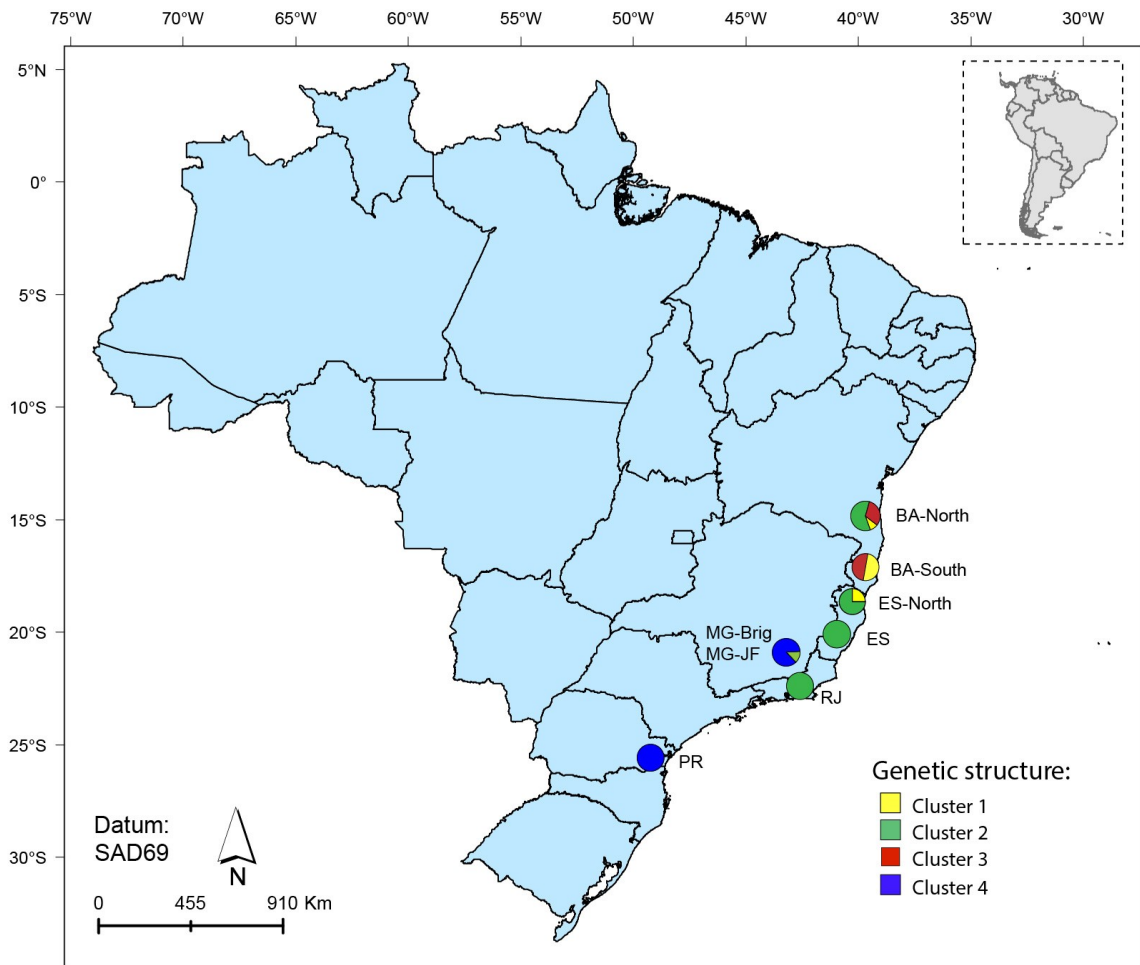 75°W 70°W 65°W 60°W 55°W 50°W 45°W 40°W 35°W 30°W
5°N
0°
5°S
10°S
15°S
20°S
25°S
30°S
BA-North
BA-South
ES-North
ES
MG-Brig
MG-JF
RJ
PR
Genetic structure:
Cluster 1
Cluster 2
Cluster 3
Cluster 4
Datum:
SAD69
N
0 455 910 Km